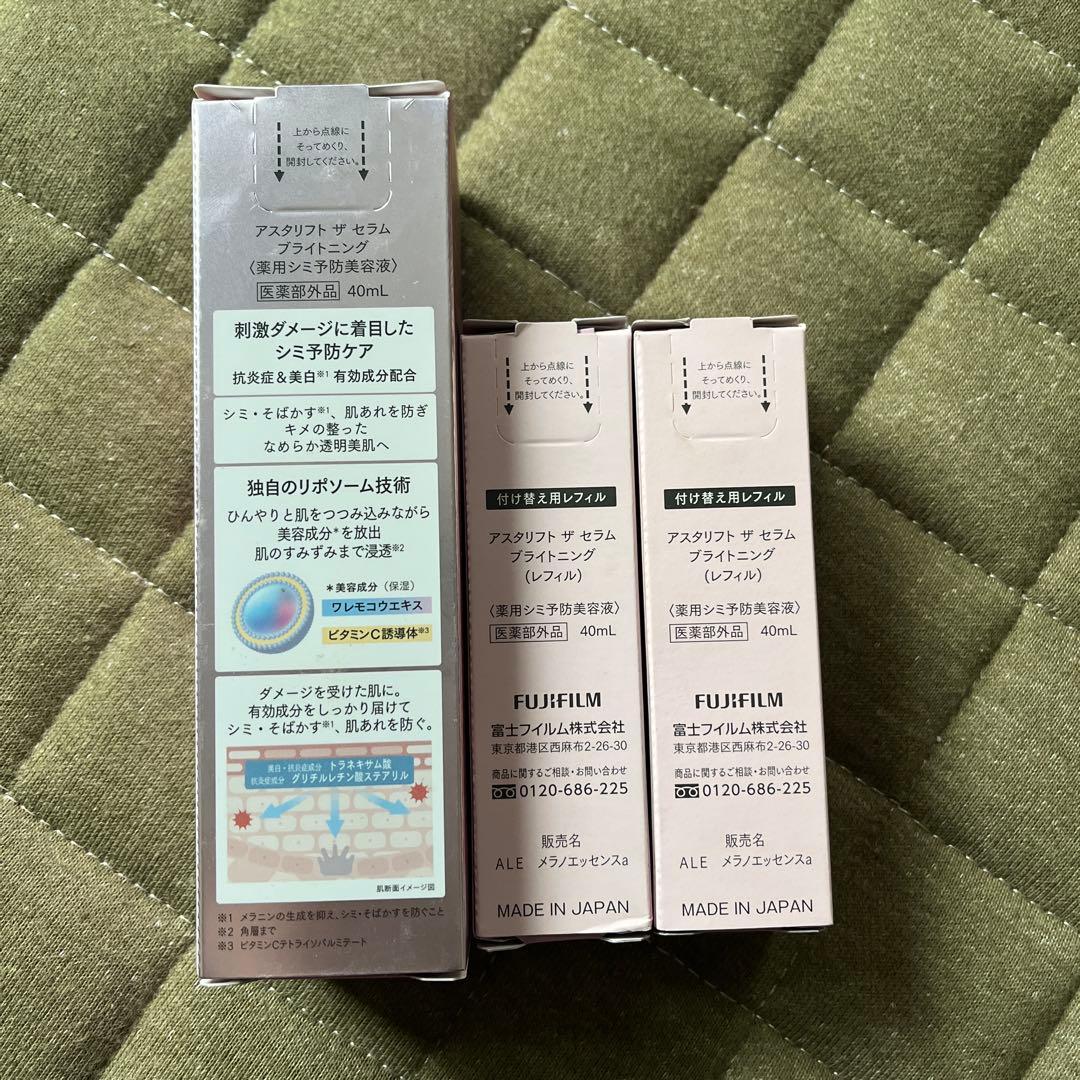 上から点線に
そってめくり、
開封してください。
アスタリフト ザ セラム
ブライトニング
〈薬用シミ予防美容液〉
医薬部外品 40mL
刺激ダメージに着目した
シミ予防ケア
抗炎症＆美白※1 有効成分配合
シミ・そばかす※1、肌あれを防ぎ
キメの整った
なめらか透明美肌へ
独自のリポソーム技術
ひんやりと肌をつつみ込みながら
美容成分*を放出
肌のすみずみまで浸透※2
＊美容成分（保湿）
ワレモコウエキス
ビタミンC誘導体※3
ダメージを受けた肌に。
有効成分をしっかり届けて
シミ・そばかす※1、肌あれを防ぐ。
美白・抗炎症成分 トラネキサム酸
抗炎症成分 グリチルレチン酸ステアリル
肌断面イメージ図
※1 メラニンの生成を抑え、シミ・そばかすを防ぐこと
※2 角層まで
※3 ビタミンCテトライソパルミテート
上から点線に
そってめくり、
開封してください。
付け替え用レフィル
アスタリフト ザ セラム
ブライトニング
（レフィル）
〈薬用シミ予防美容液〉
医薬部外品 40mL
FUJIFILM
富士フイルム株式会社
東京都港区西麻布2-26-30
商品に関するご相談・お問い合わせ
0120-686-225
販売名
ALE メラノエッセンスa
MADE IN JAPAN
上から点線に
そってめくり、
開封してください。
付け替え用レフィル
アスタリフト ザ セラム
ブライトニング
（レフィル）
〈薬用シミ予防美容液〉
医薬部外品 40mL
FUJIFILM
富士フイルム株式会社
東京都港区西麻布2-26-30
商品に関するご相談・お問い合わせ
0120-686-225
販売名
ALE メラノエッセンスa
MADE IN JAPAN